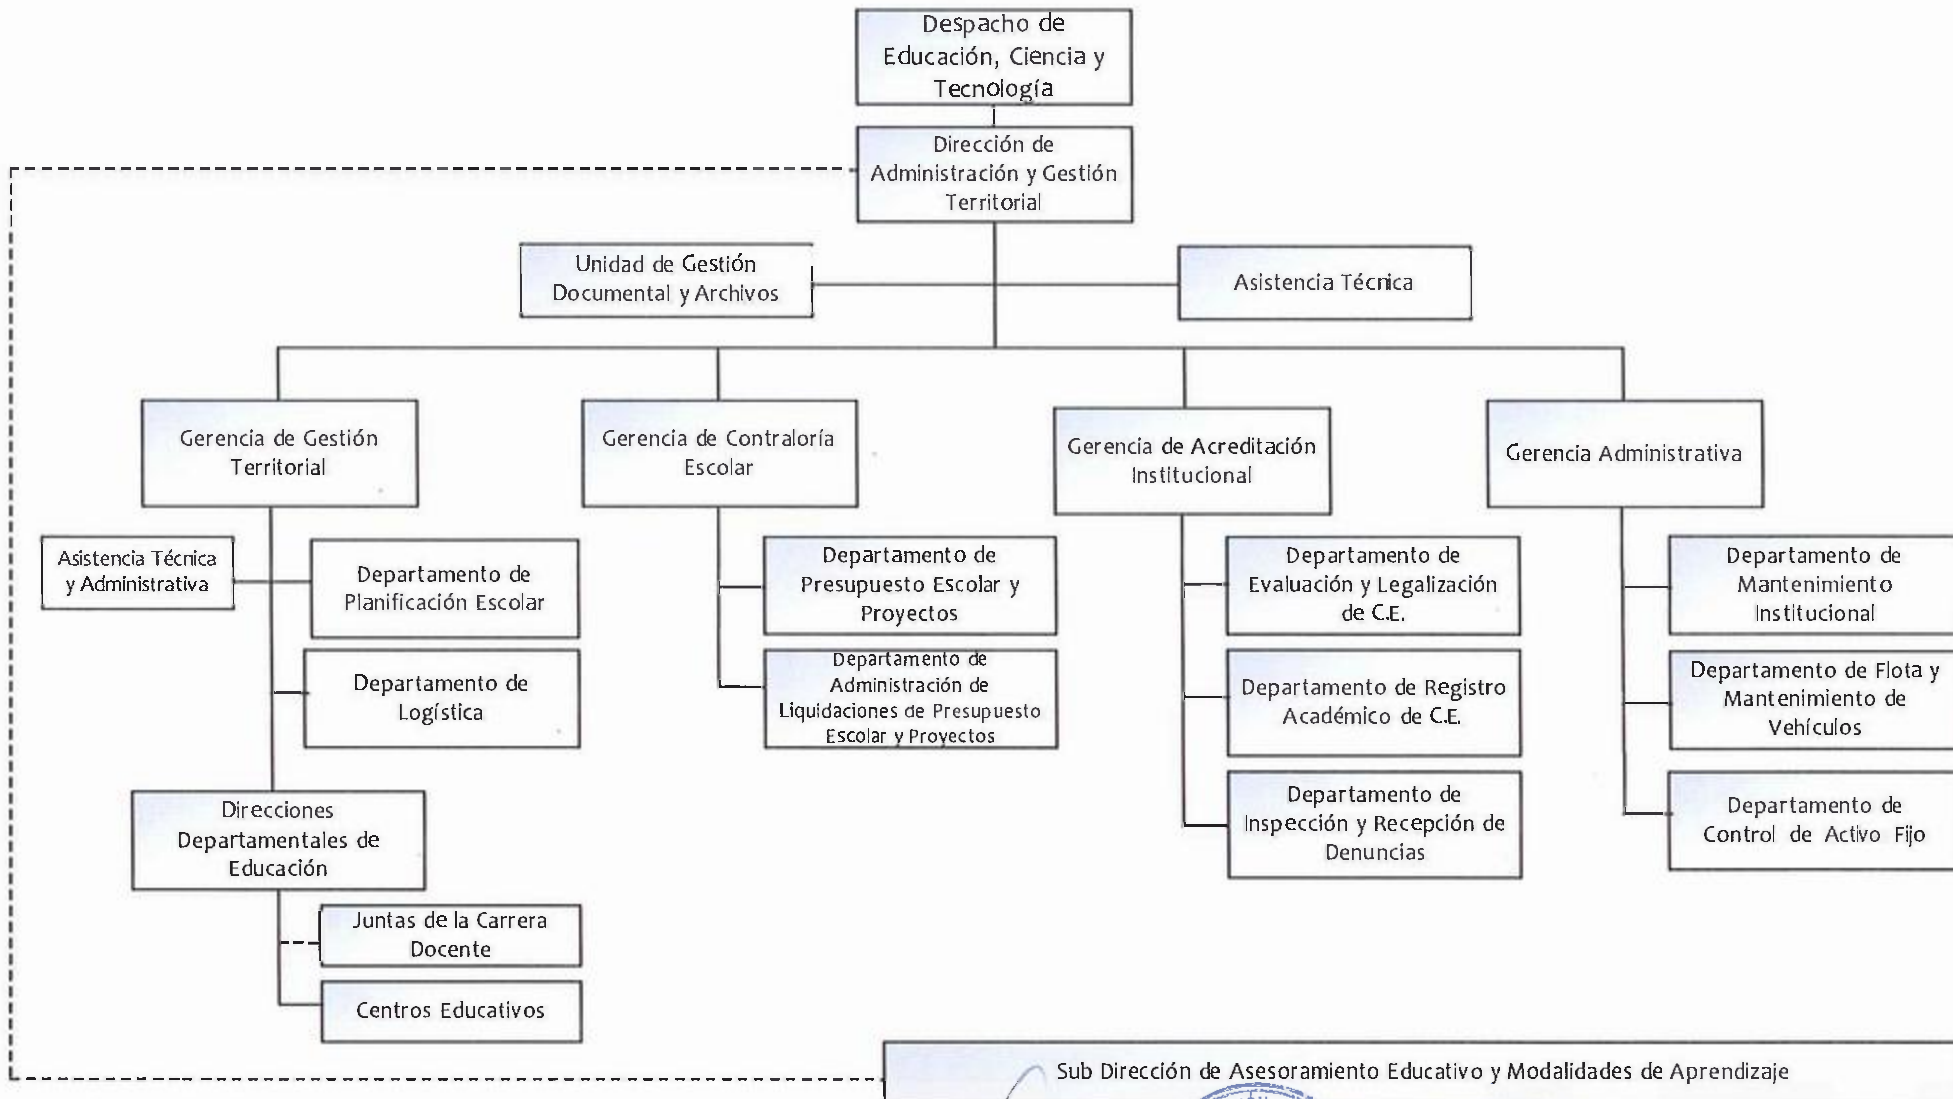 Despacho de
Educación, Ciencia y
Tecnología
Dirección de
Administración y Gestión
Territorial
Unidad de Gestión
Documental y Archivos
Asistencia Técnica
Gerencia de Gestión
Territorial
Gerencia de Contraloría
Escolar
Gerencia de Acreditación
Institucional
Gerencia Administrativa
Asistencia Técnica
y Administrativa
Departamento de
Planificación Escolar
Departamento de
Logística
Direcciones
Departamentales de
Educación
Juntas de la Carrera
Docente
Centros Educativos
Departamento de
Presupuesto Escolar y
Proyectos
Departamento de
Administración de
Liquidaciones de Presupuesto
Escolar y Proyectos
Departamento de
Evaluación y Legalización
de C.E.
Departamento de Registro
Académico de C.E.
Departamento de
Inspección y Recepción de
Denuncias
Departamento de
Mantenimiento
Institucional
Departamento de Flota y
Mantenimiento de
Vehículos
Departamento de
Control de Activo Fijo
Sub Dirección de Asesoramiento Educativo y Modalidades de Aprendizaje